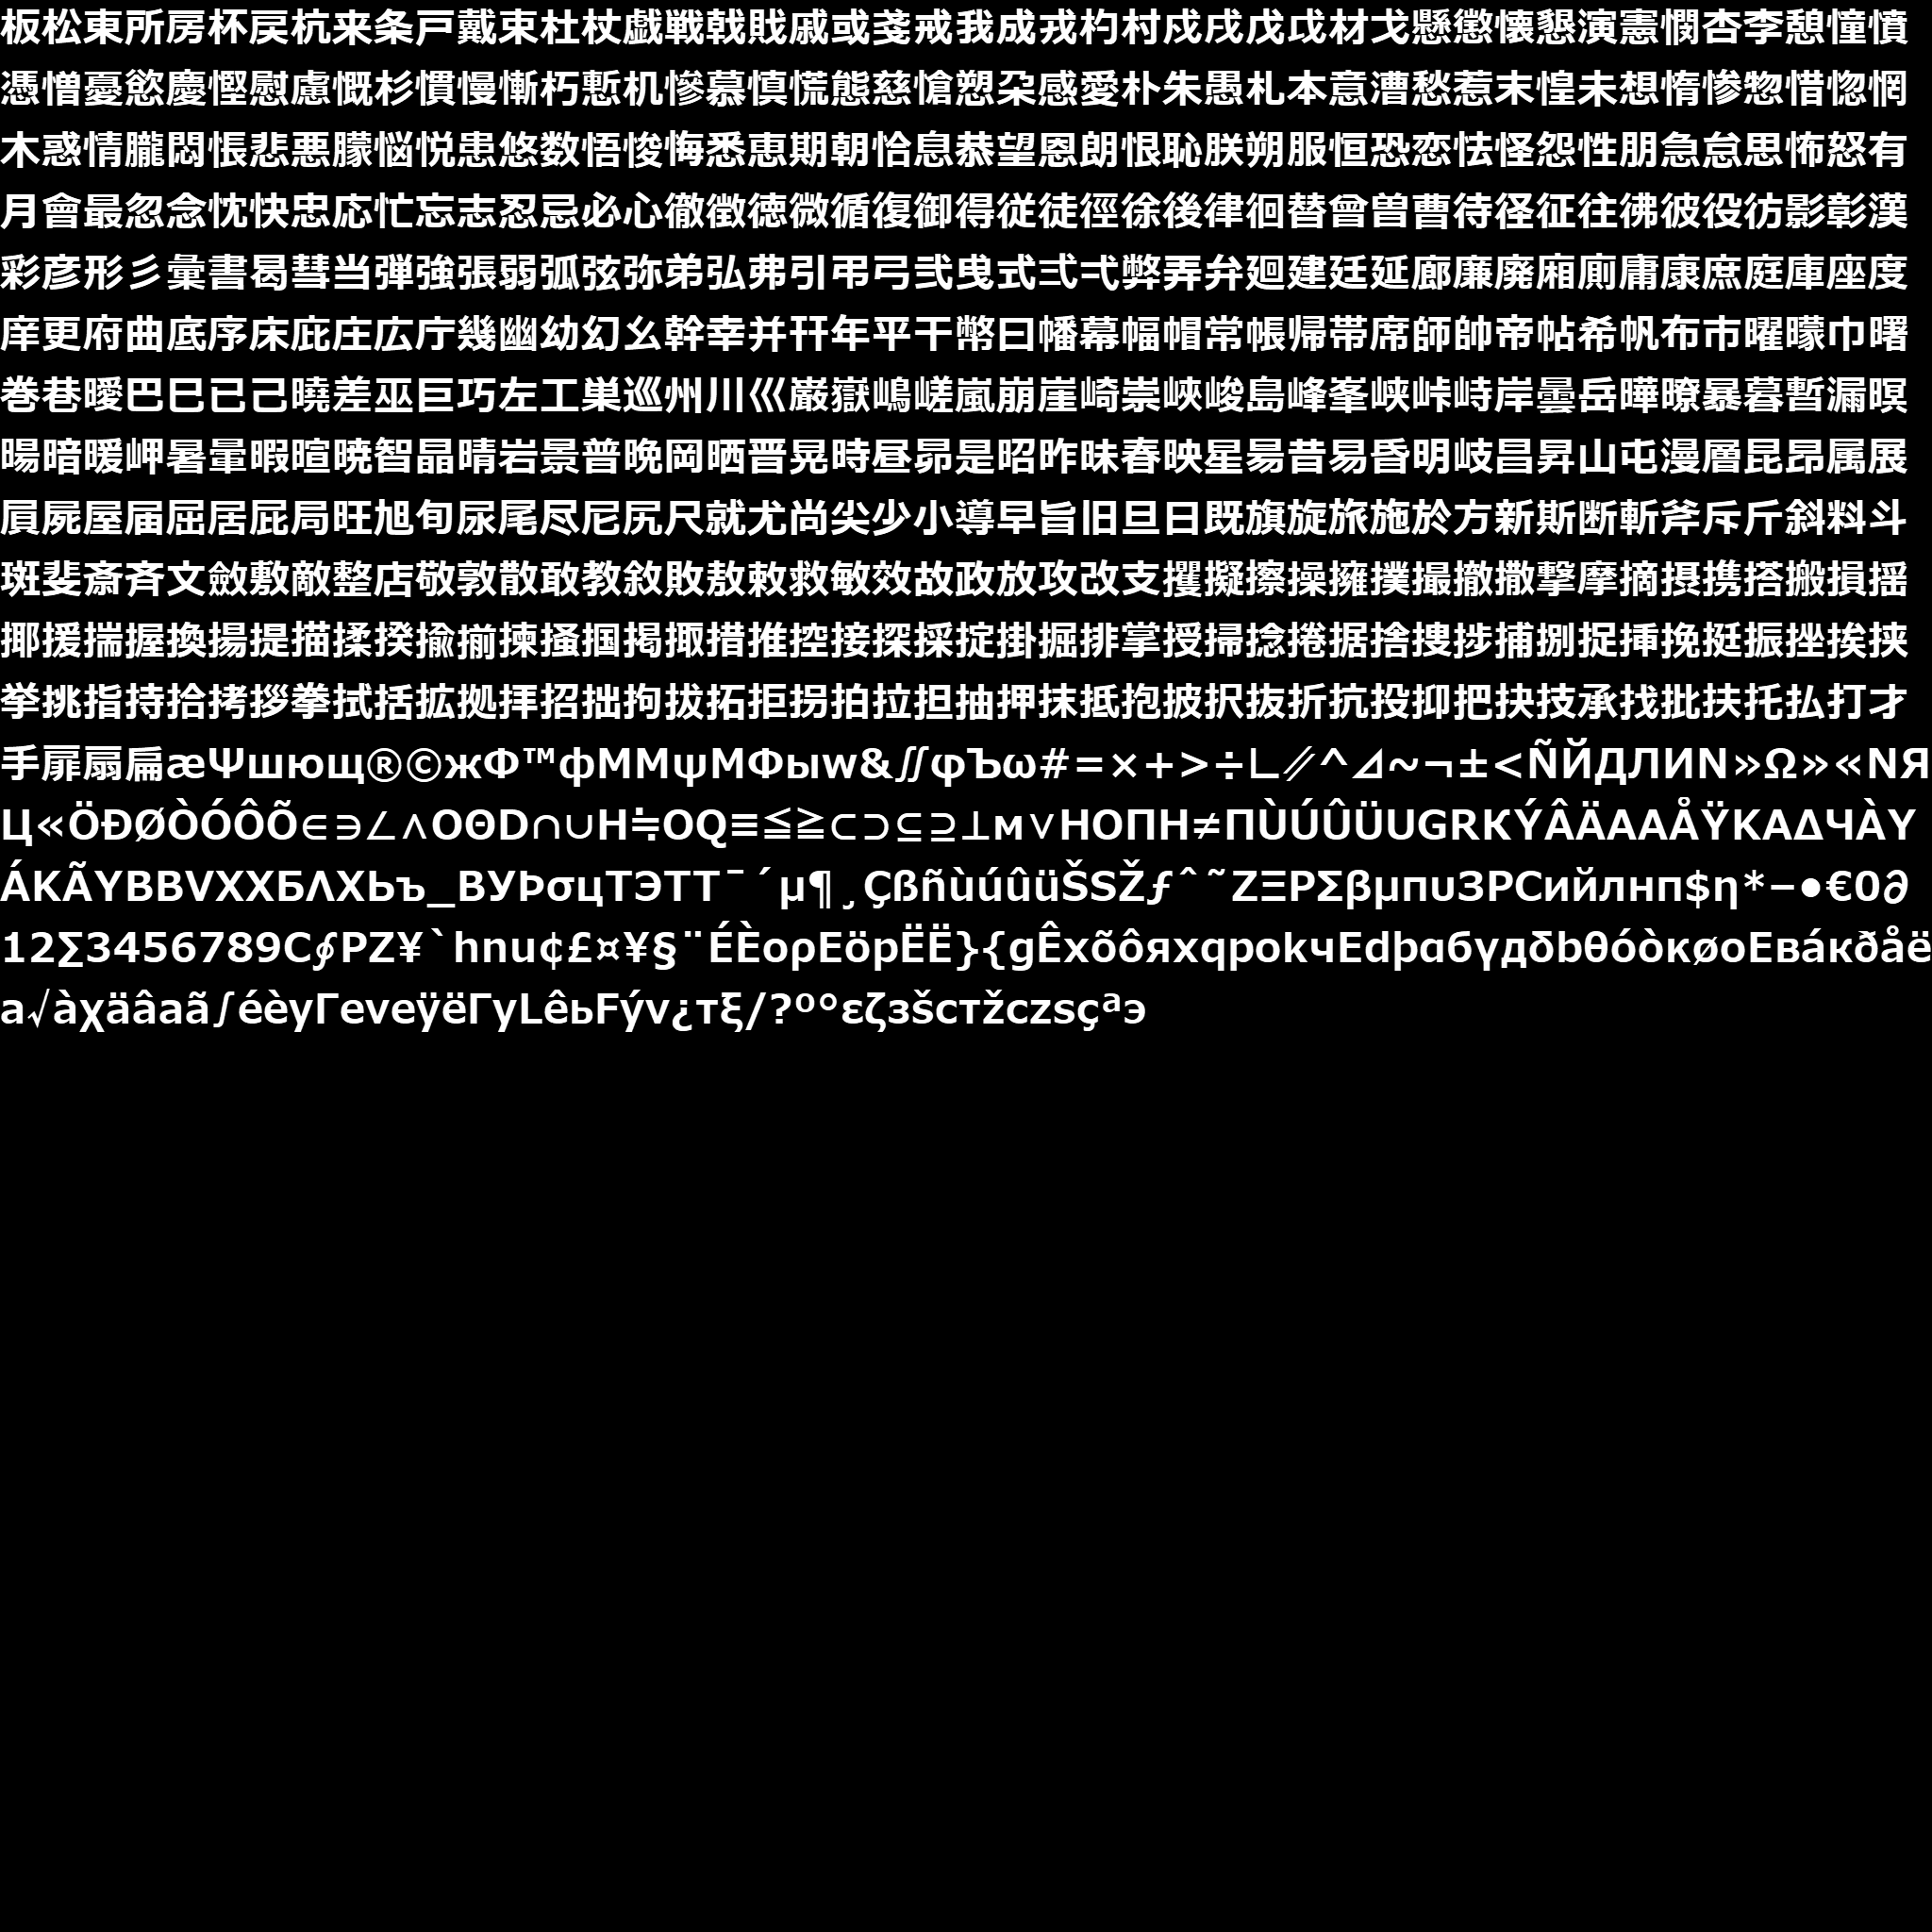 板松東所房杯戻杭来条戸戴束杜杖戯戦戟戝戚或戔戒我成戎杓村戍戌戊戉材戈懸懲懐懇演憲憫杏李憩憧憤
憑憎憂慾慶慳慰慮慨杉慣慢慚朽慙机慘慕慎慌態慈愴愬朶感愛朴朱愚札本意漕愁惹末惶未想惰惨惣惜惚惘
木惑情朧悶悵悲悪朦悩悦患悠数悟悛悔悉恵期朝恰息恭望恩朗恨恥朕朔服恒恐恋怯怪怨性朋急怠思怖怒有
月會最忽念忱快忠応忙忘志忍忌必心徹徴徳微循復御得従徒徑徐後律徊替曾曽曹待径征往彿彼役彷影彰漢
彩彦形彡彙書曷彗当弾強張弱弧弦弥弟弘弗引弔弓弐曵式弍弋弊弄弁廻建廷延廊廉廃廂廁庸康庶庭庫座度
庠更府曲底序床庇庄広庁幾幽幼幻幺幹幸并幵年平干幣曰幡幕幅帽常帳帰帯席師帥帝帖希帆布市曜曚巾曙
巻巷曖巴巳已己曉差巫巨巧左工巣巡州川巛巌嶽嶋嵯嵐崩崖崎崇峽峻島峰峯峡峠峙岸曇岳曄暸暴暮暫漏暝
暘暗暖岬暑暈暇暄暁智晶晴岩景普晩岡晒晋晃時昼昴是昭昨昧春映星昜昔易昏明岐昌昇山屯漫層昆昂属展
屓屍屋届屈居屁局旺旭旬尿尾尽尼尻尺就尤尚尖少小導早旨旧旦日既旗旋旅施於方新斯断斬斧斥斤斜料斗
斑斐斎斉文斂敷敵整店敬敦散敢教敘敗敖敕救敏效故政放攻改支攫擬擦操擁撲撮撤撒撃摩摘摂携搭搬損揺
揶援揣握換揚提描揉揆揄揃揀掻掴掲掫措推控接探採掟掛掘排掌授掃捻捲据捨捜捗捕捌捉挿挽挺振挫挨挟
挙挑指持拾拷拶拳拭括拡拠拝招拙拘拔拓拒拐拍拉担抽押抹抵抱披択抜折抗投抑把抉技承找批扶托払打才
手扉扇扁æΨшющ®©жФ™фМMψΜΦыw&∬φЪω#=×+>÷∟⁄⁄^⊿~¬±<ÑЙДЛИN»Ω»«ΝЯ
Ц«ÖÐØÒÓÔÕ∈∋∠∧OΘD∩∪H≒ОQ≡≦≧⊂⊃⊆⊇⊥м∨НΟΠΗ≠ПÙÚÛÜUGRКÝÂÄAАΑÅŸKΑΔЧÀY
ÁΚÃΥBВVXХБΛΧЬъ_ΒУÞσцTЭТΤ¯´µ¶¸ÇßñùúûüŠSŽƒˆ˜ZΞPΣβμпυЗΡСийлнπ$η*−●€0∂
12∑3456789C∮РΖ¥`hnu¢£¤¥§¨ÉÈoρEöpËЁ}{gÊxõôяхqроkчЕdþαбγдδbθóòκøοΕвáкðåё
a√àχäâаã∫éèyГеveÿëΓуLêьFýν¿тξ/?º°εζзšстžczsçªэ